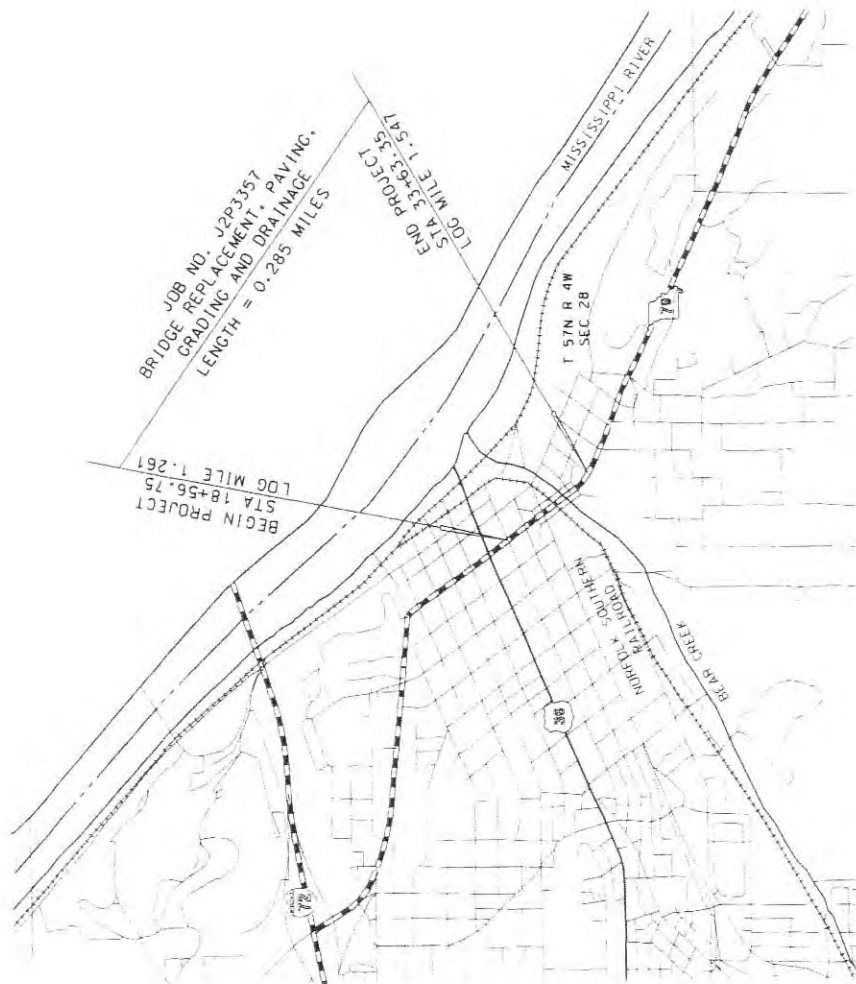 JOB NO. J2P3357
BRIDGE REPLACEMENT, PAVING,
GRADING AND DRAINAGE
LENGTH = 0.285 MILES
BEGIN PROJECT
STA 18+56.75
LOG MILE 1.261
END PROJECT
STA 33+63.35
LOG MILE 1.547
MISSISSIPPI RIVER
T 57N R 4W
SEC 28
79
NORFOLK SOUTHERN
RAILROAD
BEAR CREEK
36
72